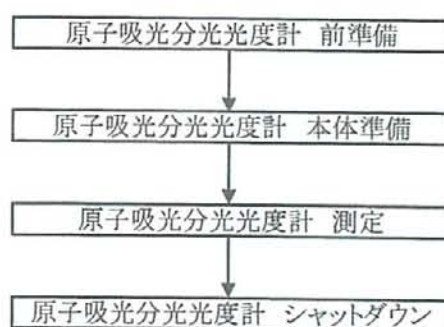 原子吸光分光光度計 前準備
原子吸光分光光度計 本体準備
原子吸光分光光度計 測定
原子吸光分光光度計 シャットダウン